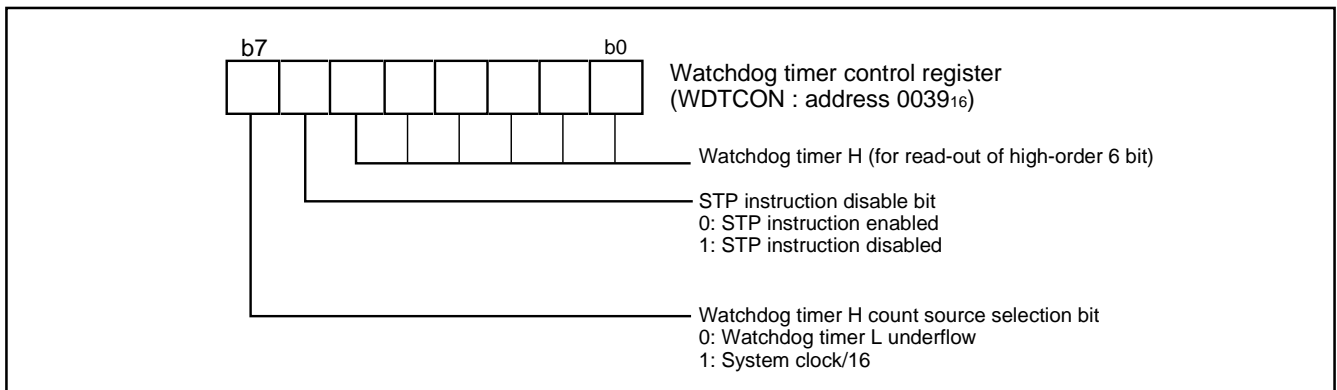 b7 b0
Watchdog timer control register
(WDTCON : address 003916)
Watchdog timer H (for read-out of high-order 6 bit)
STP instruction disable bit
0: STP instruction enabled
1: STP instruction disabled
Watchdog timer H count source selection bit
0: Watchdog timer L underflow
1: System clock/16